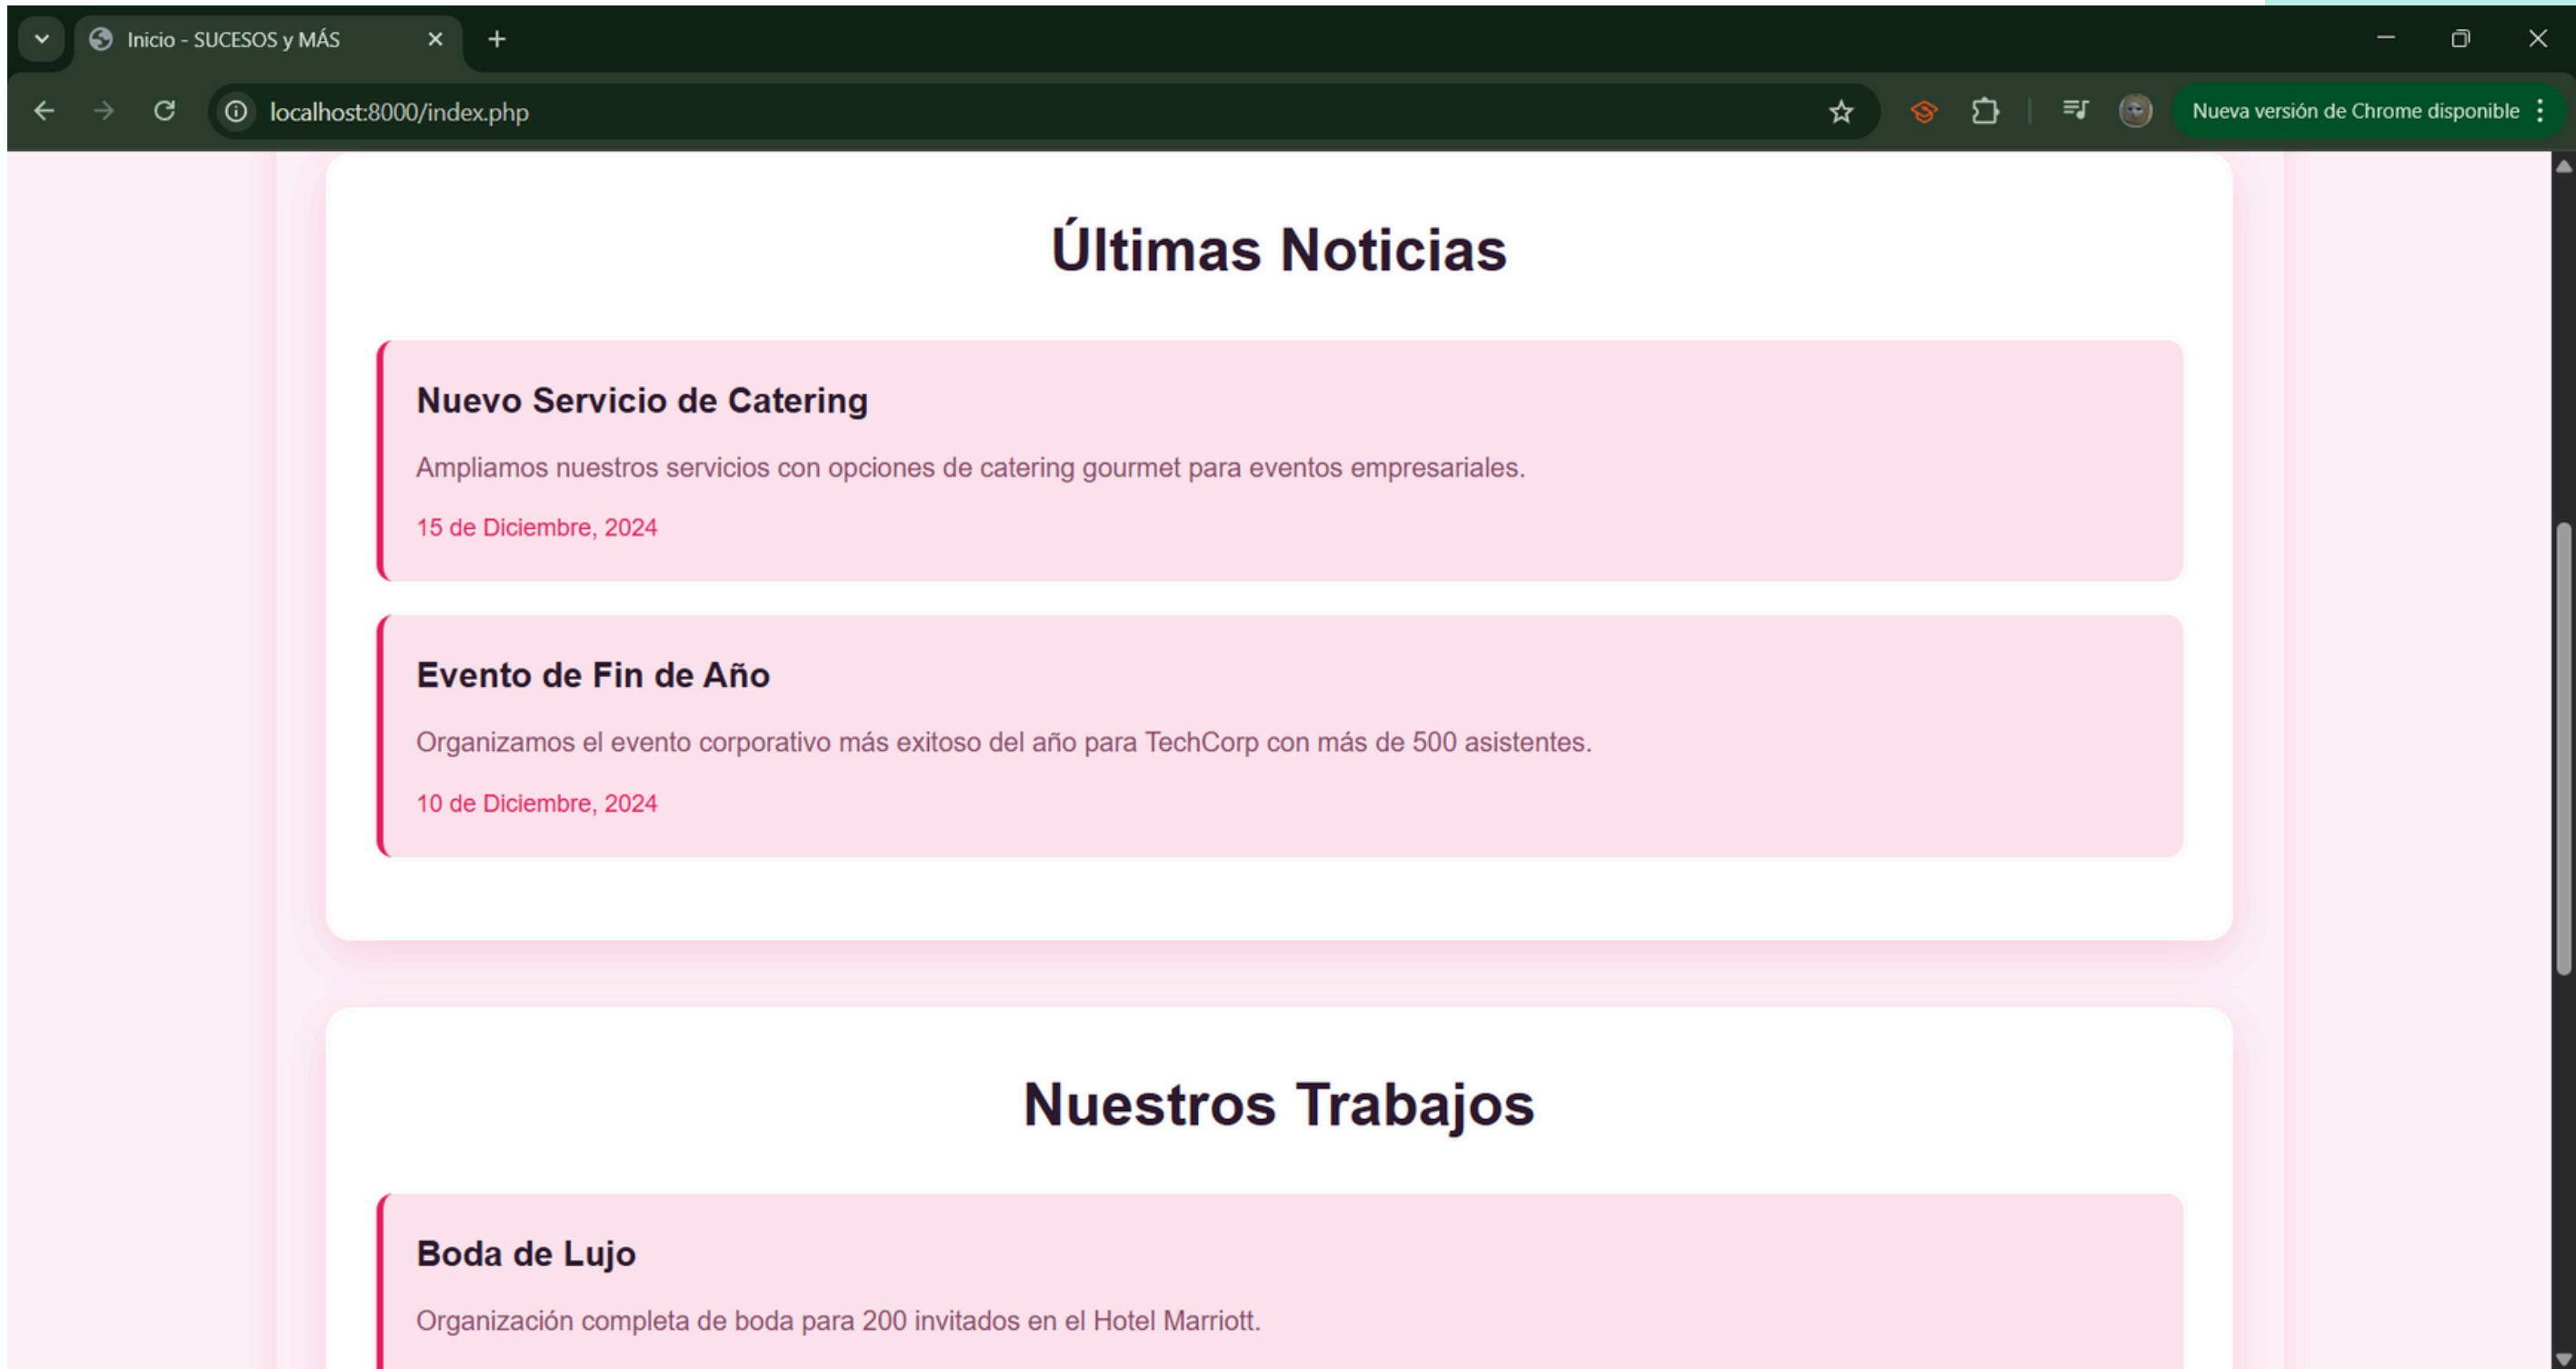 Inicio - SUCESOS y MÁS
localhost:8000/index.php
Nueva versión de Chrome disponible
Últimas Noticias
Nuevo Servicio de Catering
Ampliamos nuestros servicios con opciones de catering gourmet para eventos empresariales.
15 de Diciembre, 2024
Evento de Fin de Año
Organizamos el evento corporativo más exitoso del año para TechCorp con más de 500 asistentes.
10 de Diciembre, 2024
Nuestros Trabajos
Boda de Lujo
Organización completa de boda para 200 invitados en el Hotel Marriott.